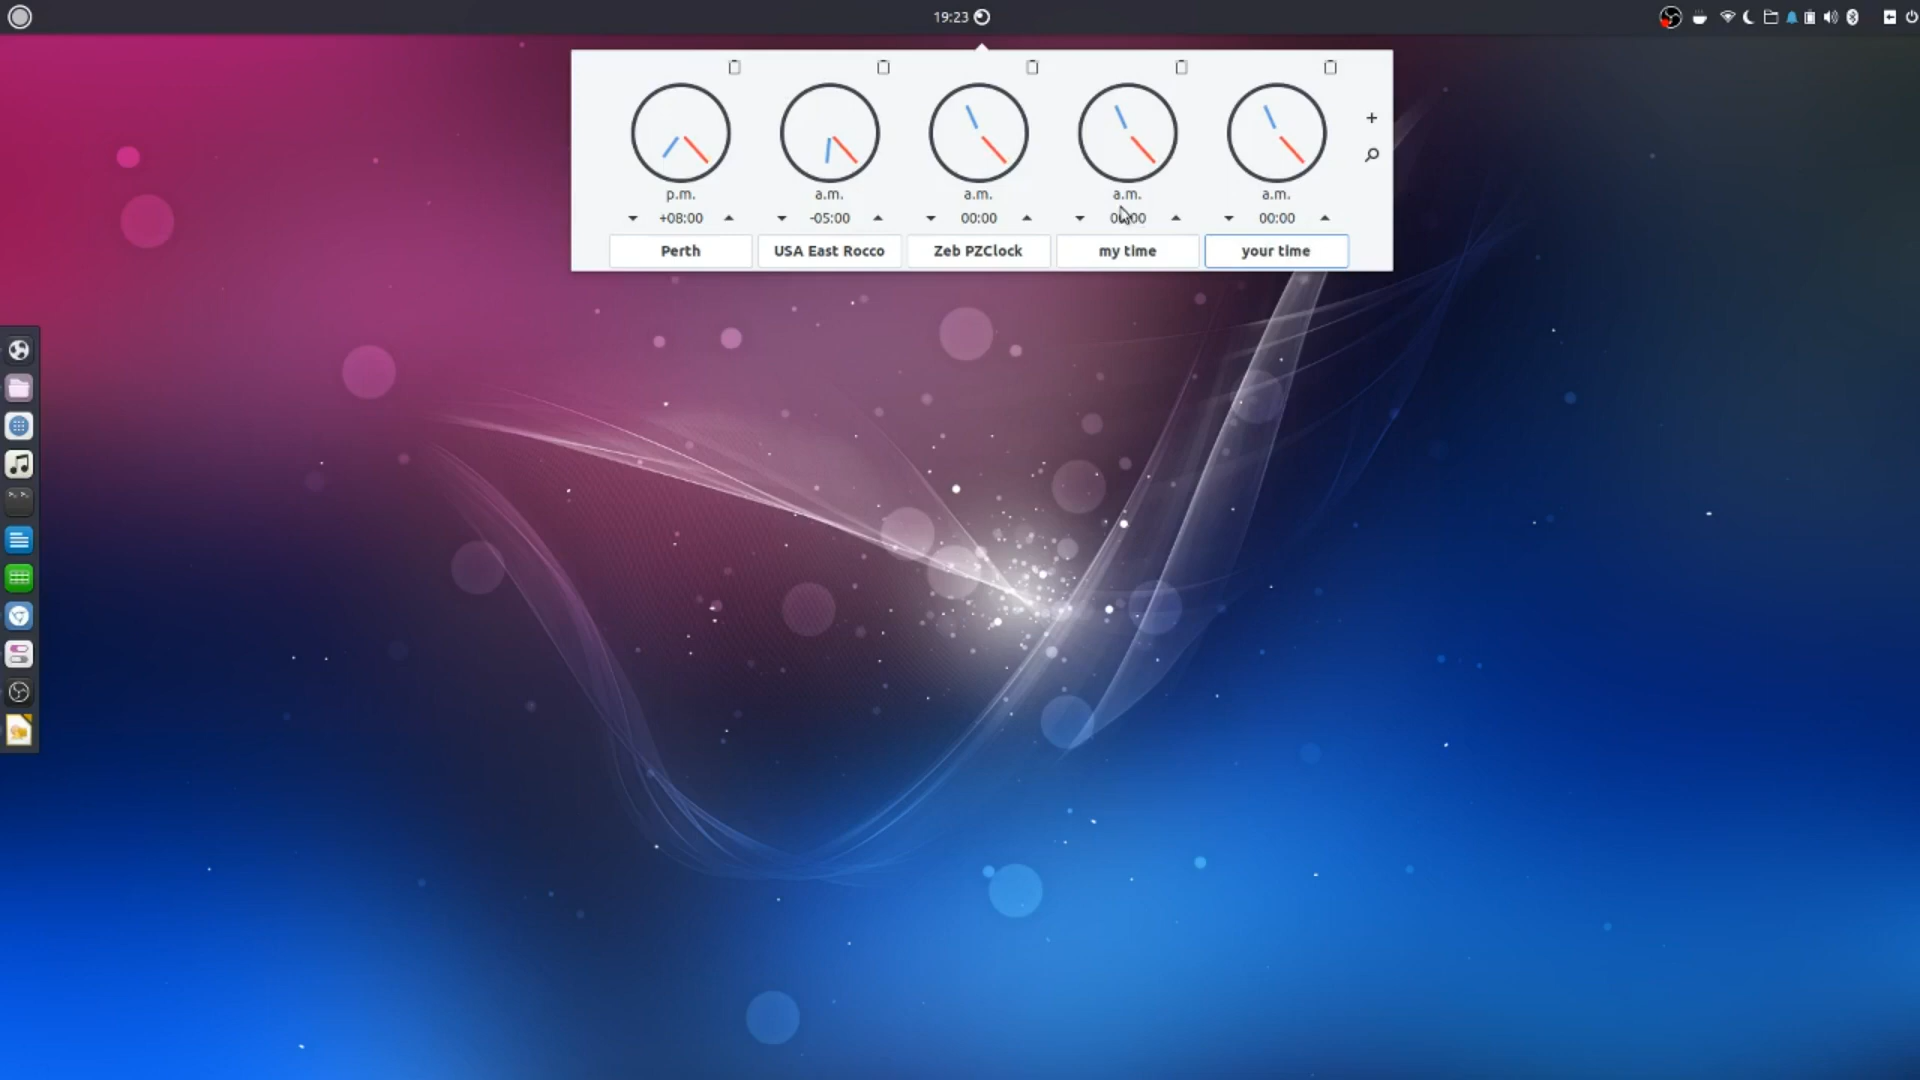 19:23
p.m. a.m. a.m. a.m. a.m.
+08:00 -05:00 00:00 00:00
Perth USA East Rocco Zeb PZClock my time your time